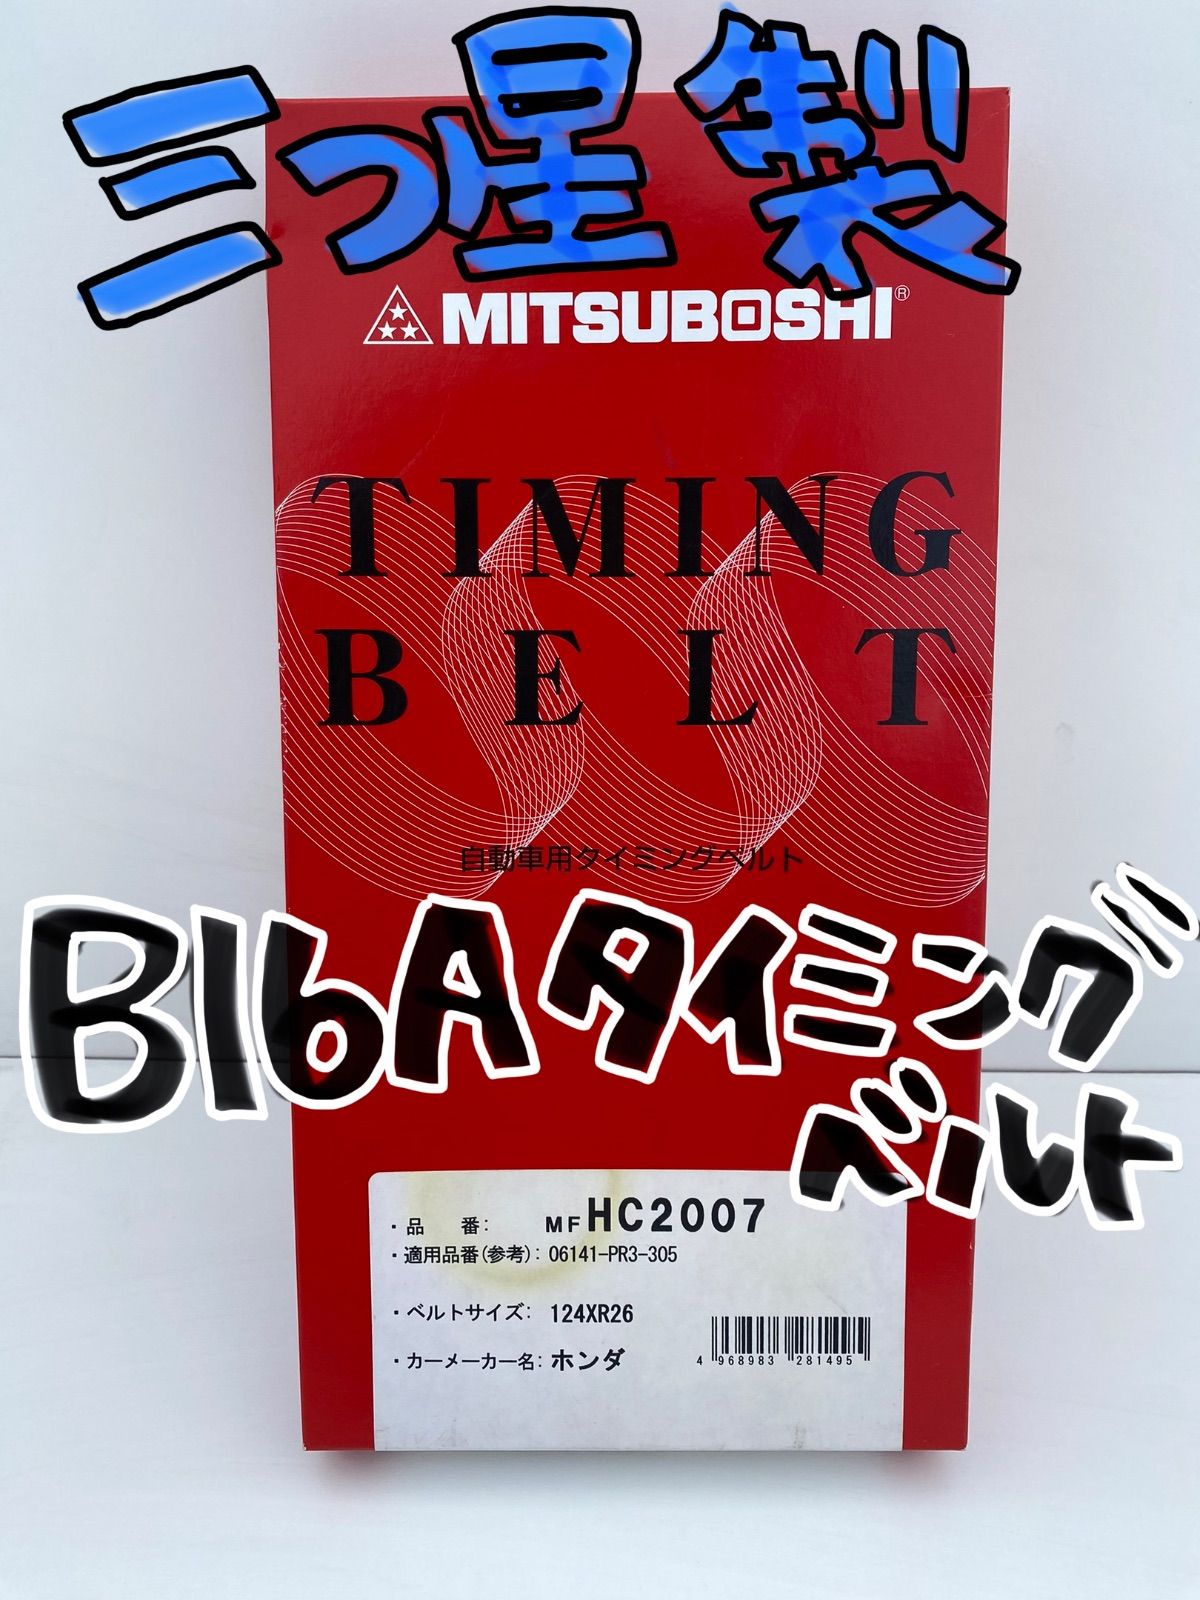 三つ星製
MITSUBOSHI®
TIMING
BELT
自動車用タイミングベルト
B16Aタイミング
ベルト
・品　番: MFHC2007
・適用品番(参考): 06141-PR3-305
・ベルトサイズ: 124XR26
・カーメーカー名: ホンダ
4 968983 281495